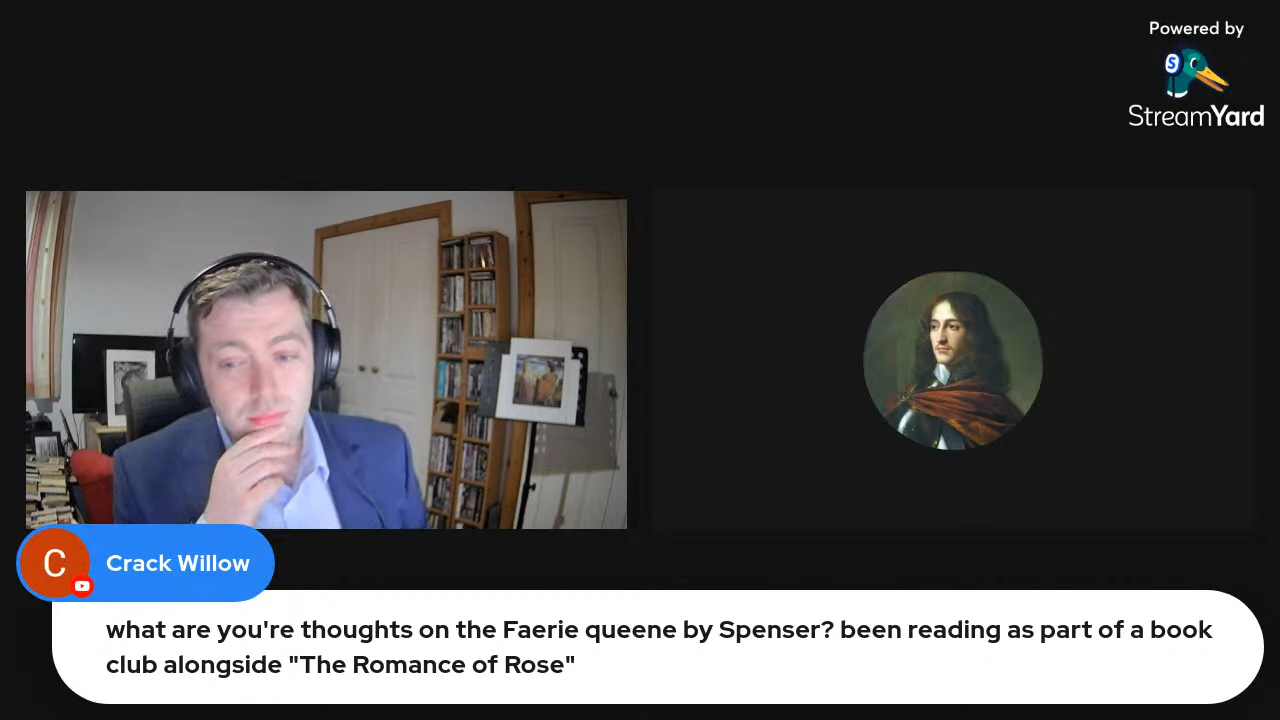 Powered by
S
StreamYard
C
Crack Willow
what are you're thoughts on the Faerie queene by Spenser? been reading as part of a book
club alongside "The Romance of Rose"